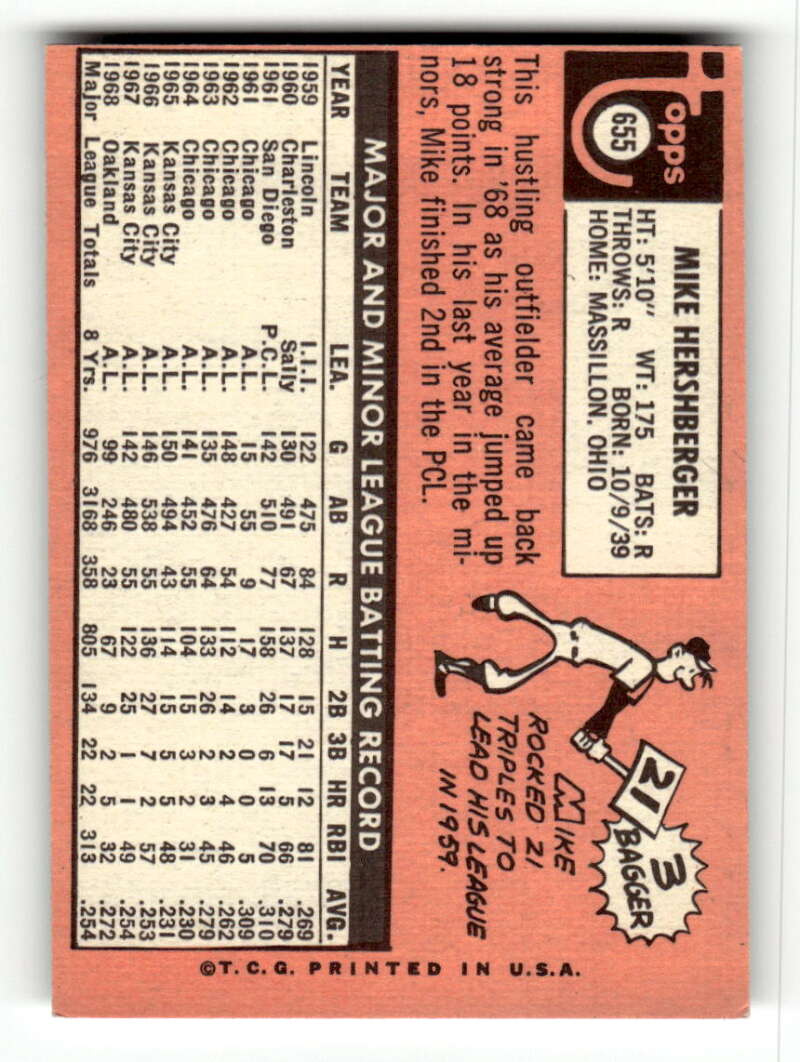 Topps
655
MIKE HERSHBERGER
HT: 5'10" WT: 175 BATS: R
THROWS: R BORN: 10/9/39
HOME: MASSILLON, OHIO
This hustling outfielder came back
strong in '68 as his average jumped up
18 points. In his last year in the mi-
nors, Mike finished 2nd in the PCL.
3
BAGGER
21
MIKE
ROCKED 21
TRIPLES TO
LEAD HIS LEAGUE
IN 1959.
MAJOR AND MINOR LEAGUE BATTING RECORD
YEAR TEAM LEA. G AB R H 2B 3B HR RBI AVG.
1959 Lincoln I.I.I. 122 475 84 128 15 21 12 81 .269
1960 Charleston Sally 130 491 67 137 17 17 5 66 .279
1961 San Diego P.C.L. 142 510 77 158 26 6 13 70 .310
1961 Chicago A.L. 15 55 9 17 3 0 0 5 .309
1962 Chicago A.L. 148 427 54 112 14 2 4 46 .262
1963 Chicago A.L. 135 476 64 133 26 2 3 45 .279
1964 Chicago A.L. 141 452 55 104 15 3 2 31 .230
1965 Kansas City A.L. 150 494 43 114 15 5 5 48 .231
1966 Kansas City A.L. 146 538 55 136 27 7 2 57 .253
1967 Kansas City A.L. 142 480 55 122 25 1 1 49 .254
1968 Oakland A.L. 99 246 23 67 9 2 5 32 .272
Major League Totals 8 Yrs. 976 3168 358 805 134 22 22 313 .254
©T.C.G. PRINTED IN U.S.A.